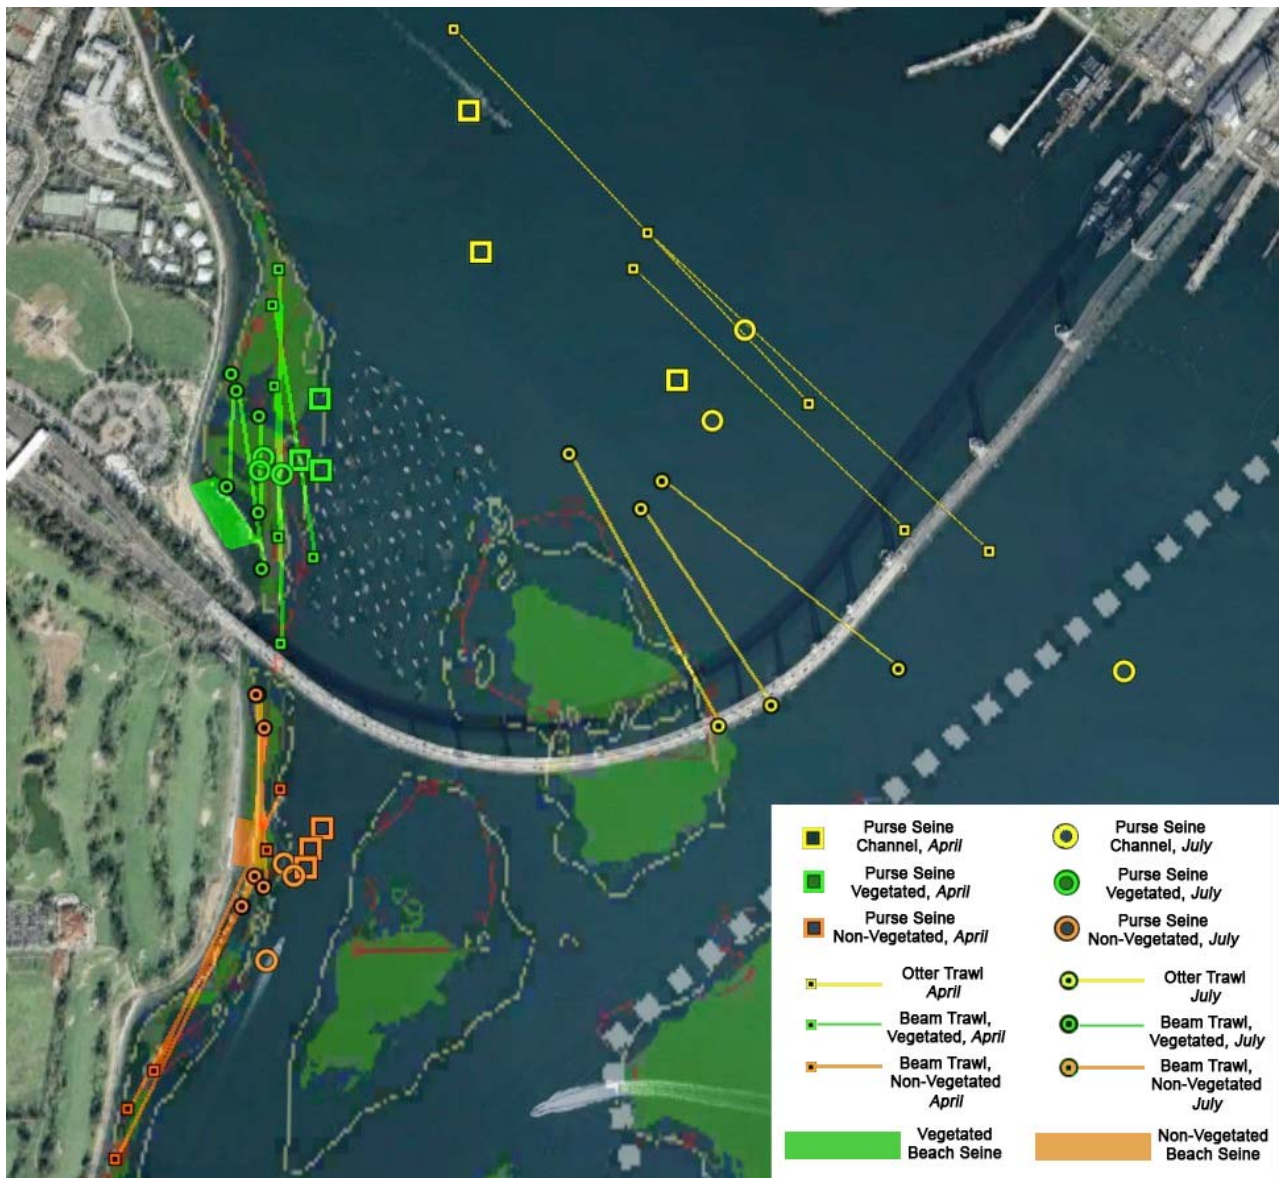 Purse Seine
Channel, April
Purse Seine
Channel, July
Purse Seine
Vegetated, April
Purse Seine
Vegetated, July
Purse Seine
Non-Vegetated, April
Purse Seine
Non-Vegetated, July
Otter Trawl
April
Otter Trawl
July
Beam Trawl,
Vegetated, April
Beam Trawl,
Vegetated, July
Beam Trawl,
Non-Vegetated
April
Beam Trawl,
Non-Vegetated
July
Vegetated
Beach Seine
Non-Vegetated
Beach Seine